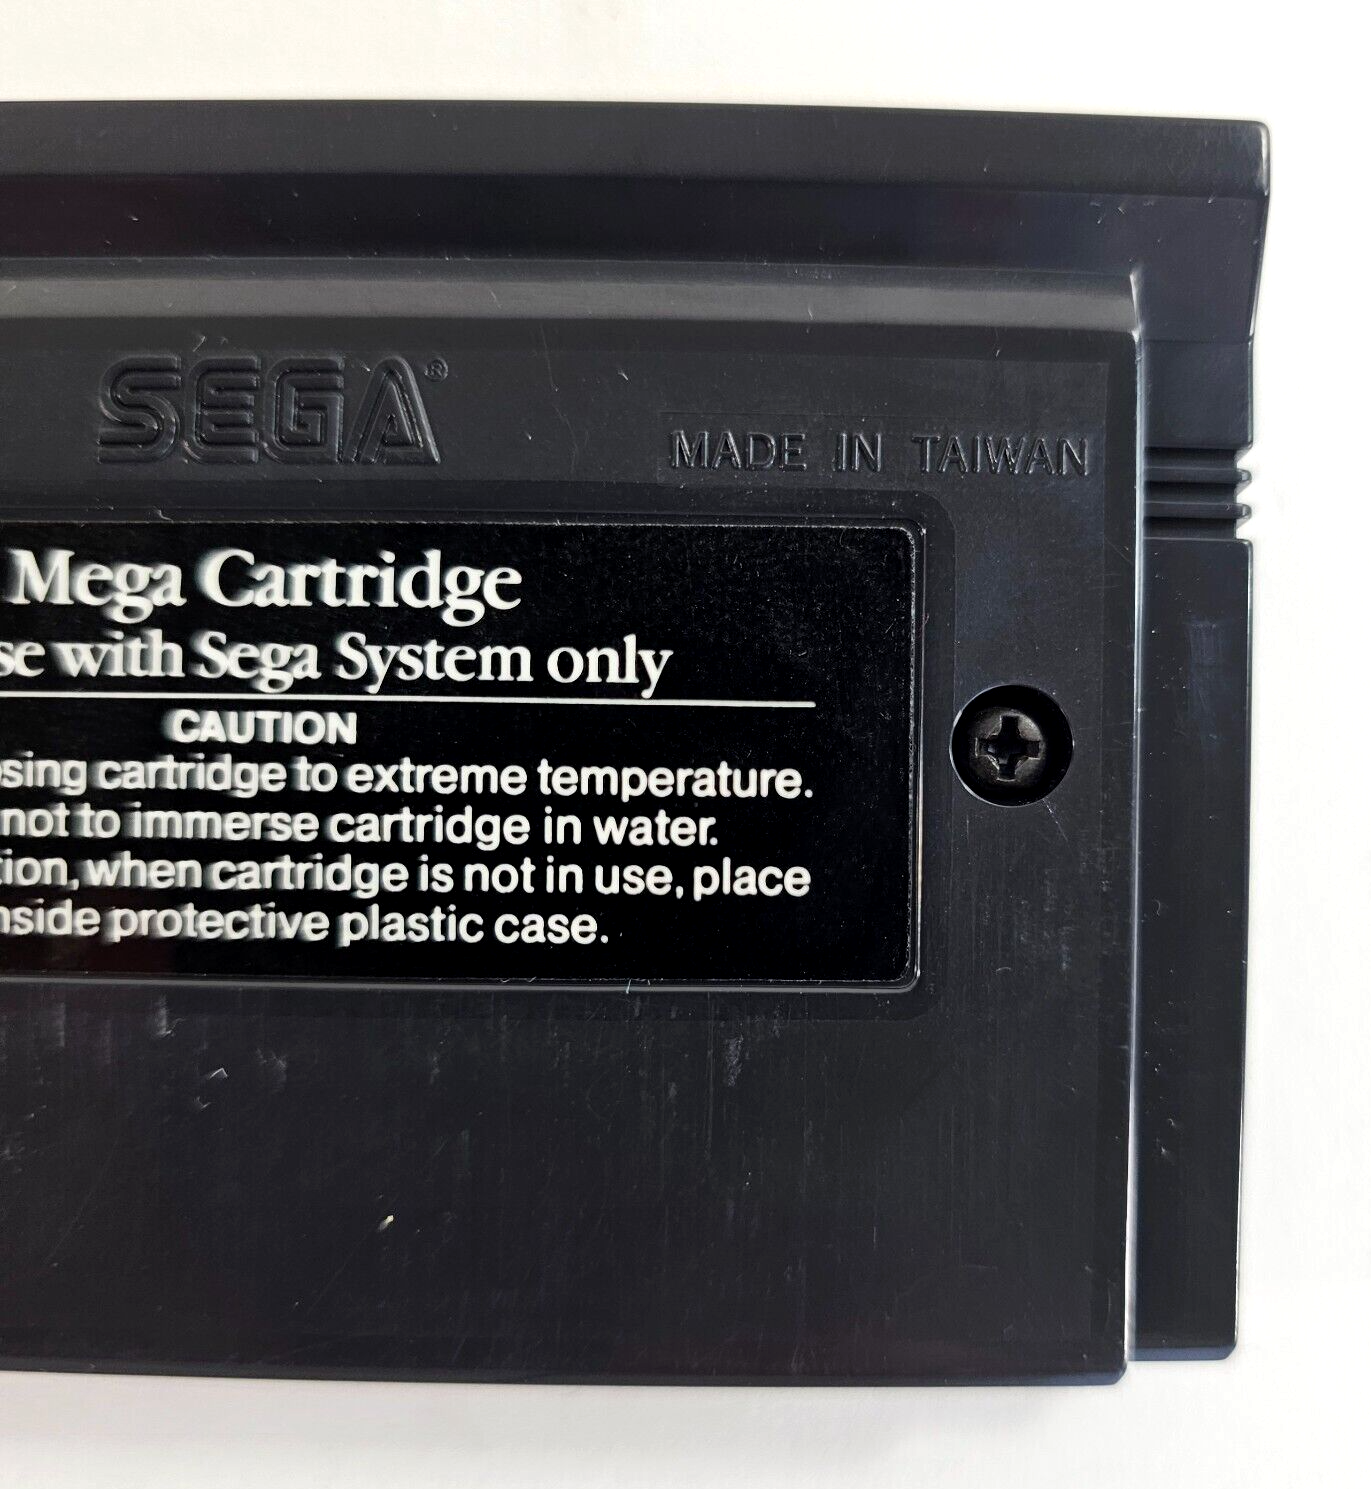 SEGA®
MADE IN TAIWAN
Mega Cartridge
se with Sega System only
CAUTION
sing cartridge to extreme temperature.
not to immerse cartridge in water.
tion, when cartridge is not in use, place
nside protective plastic case.